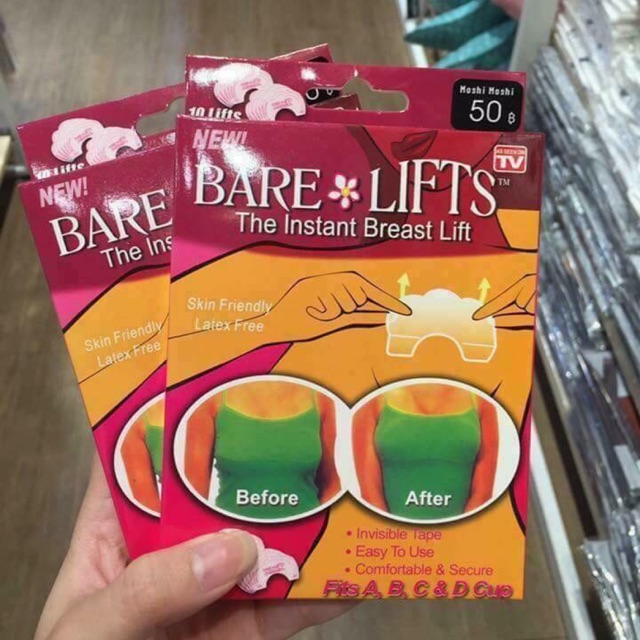 10 Lifts
Moshi Moshi
50 ฿
NEW!
AS SEEN ON
TV
BARE LIFTS™
The Instant Breast Lift
Skin Friendly
Latex Free
Before
After
• Invisible Tape
• Easy To Use
• Comfortable & Secure
Fits A, B, C & D Cup
10 Lifts
NEW!
BARE
The Ins
Skin Friendly
Latex Free